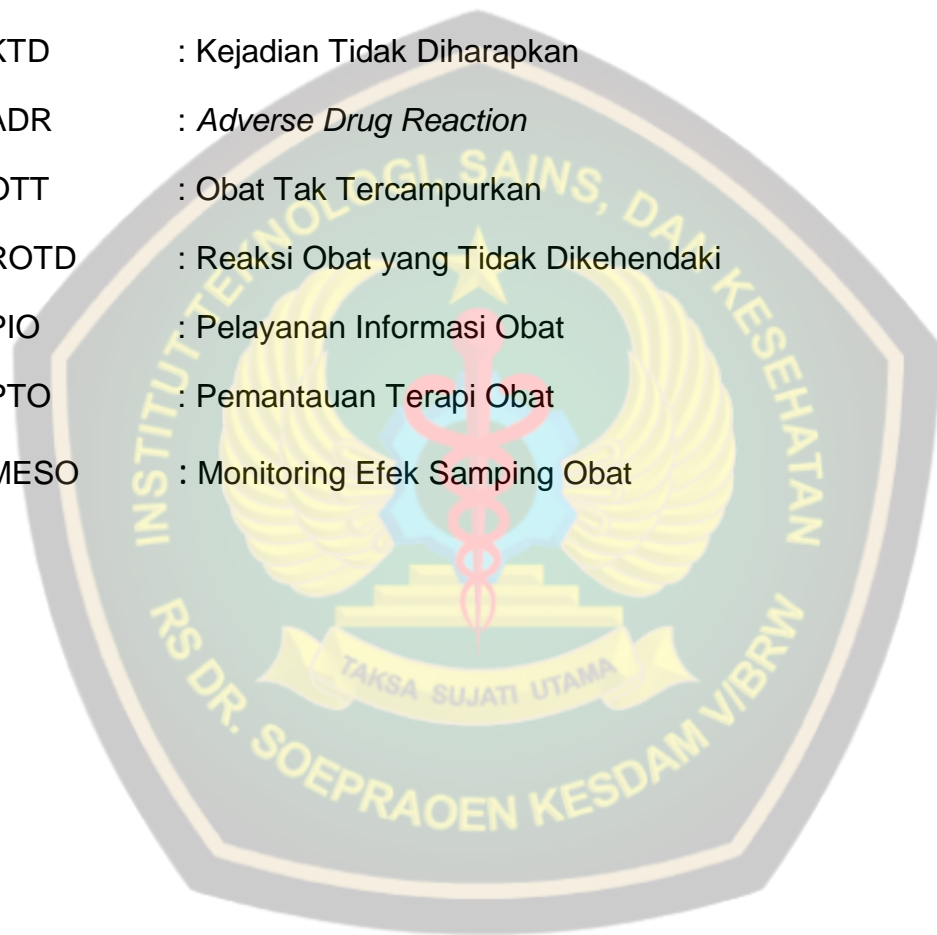 KTD : Kejadian Tidak Diharapkan
ADR : Adverse Drug Reaction
OTT : Obat Tak Tercampurkan
ROTD : Reaksi Obat yang Tidak Dikehendaki
PIO : Pelayanan Informasi Obat
PTO : Pemantauan Terapi Obat
MESO : Monitoring Efek Samping Obat
INSTITUT TEKNOLOGI, SAINS, DAN KESEHATAN
TAKSA SUJATI UTAMA
RS DR. SOEPRAOEN KESDAM V/BRW